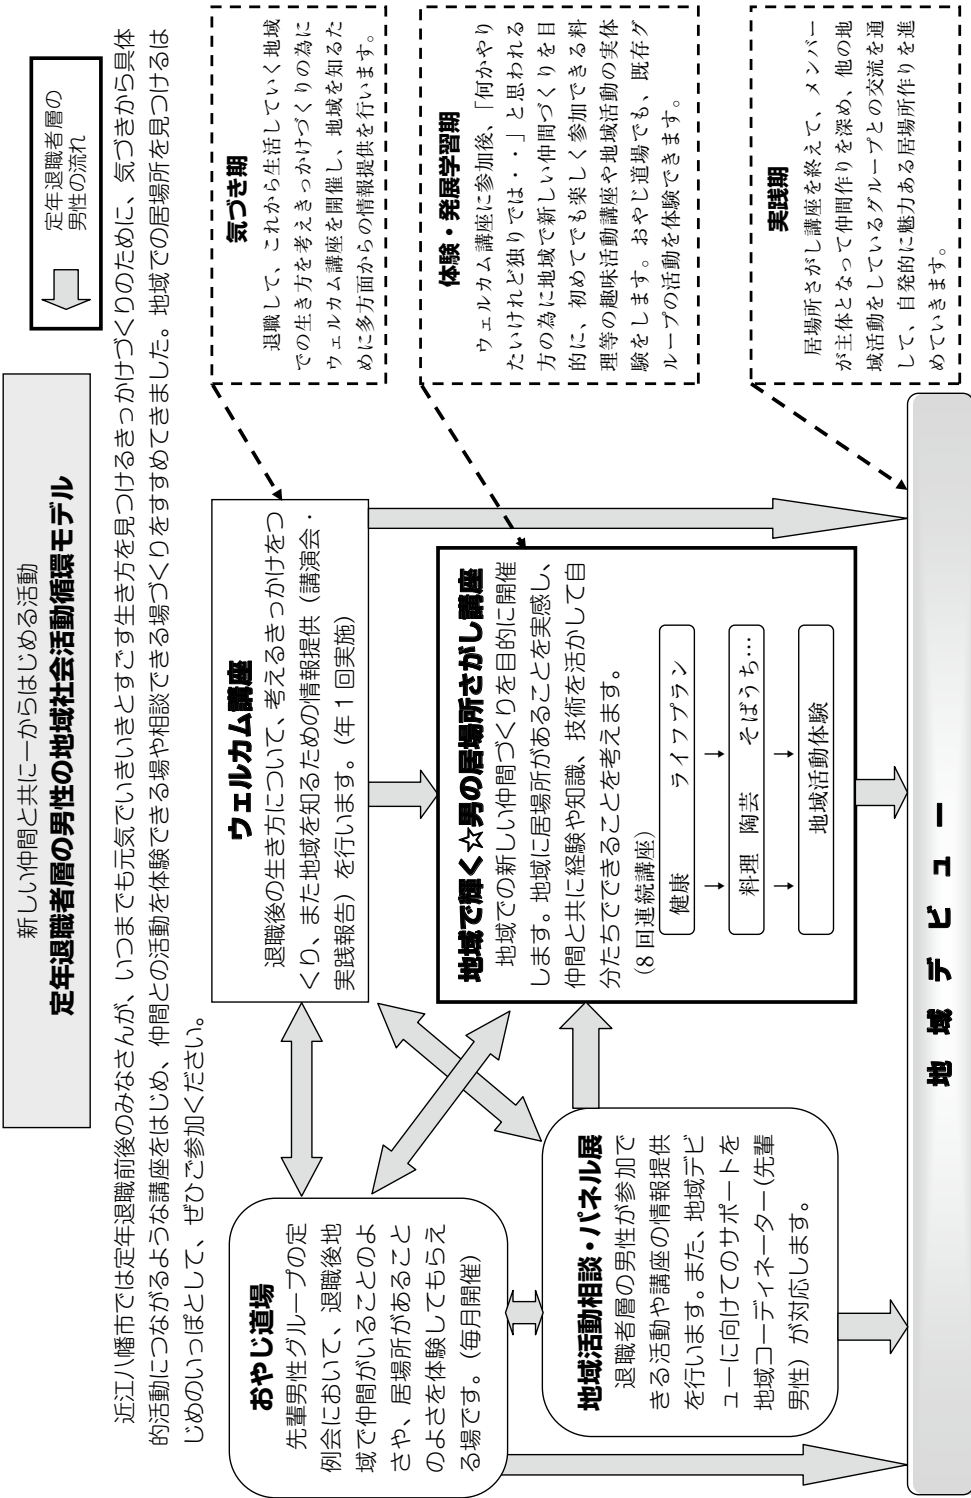 新しい仲間と共に一からはじめる活動
定年退職者層の男性の地域社会活動循環モデル
定年退職者層の
男性の流れ
近江八幡市では定年退職前後のみなさんが、いつまでも元気でいきいきとすごす生き方を見つけるきっかけづくりのために、気づきから具体
的活動につながるような講座をはじめ、仲間との活動を体験できる場や相談できる場づくりをすすめてきました。地域での居場所を見つけるは
じめのいっぽとして、ぜひご参加ください。
おやじ道場
先輩男性グループの定
例会において、退職後地
域で仲間がいることのよ
さや、居場所があること
のよさを体験してもらえ
る場です。（毎月開催）
ウェルカム講座
退職後の生き方について、考えるきっかけをつ
くり、また地域を知るための情報提供（講演会・
実践報告）を行います。（年1回実施）
気づき期
退職して、これから生活していく地域
での生き方を考えきっかけづくりの為に
ウェルカム講座を開催し、地域を知るた
めに多方面からの情報提供を行います。
地域活動相談・パネル展
退職者層の男性が参加で
きる活動や講座の情報提供
を行います。また、地域デビ
ューに向けてのサポートを
地域コーディネーター(先輩
男性）が対応します。
地域で輝く☆男の居場所さがし講座
地域での新しい仲間づくりを目的に開催
します。地域に居場所があることを実感し、
仲間と共に経験や知識、技術を活かして自
分たちでできることを考えます。
(8回連続講座）
健康　ライフプラン
料理　陶芸　そばうち…
地域活動体験
体験・発展学習期
ウェルカム講座に参加後、「何かやり
たいけれど独りでは・・」と思われる
方の為に地域で新しい仲間づくりを目
的に、初めてでも楽しく参加できる料
理等の趣味活動講座や地域活動の実体
験をします。おやじ道場でも、既存グ
ループの活動を体験できます。
実践期
居場所さがし講座を終えて、メンバー
が主体となって仲間作りを深め、他の地
域活動をしているグループとの交流を通
して、自発的に魅力ある居場所作りを進
めていきます。
地域デビュー